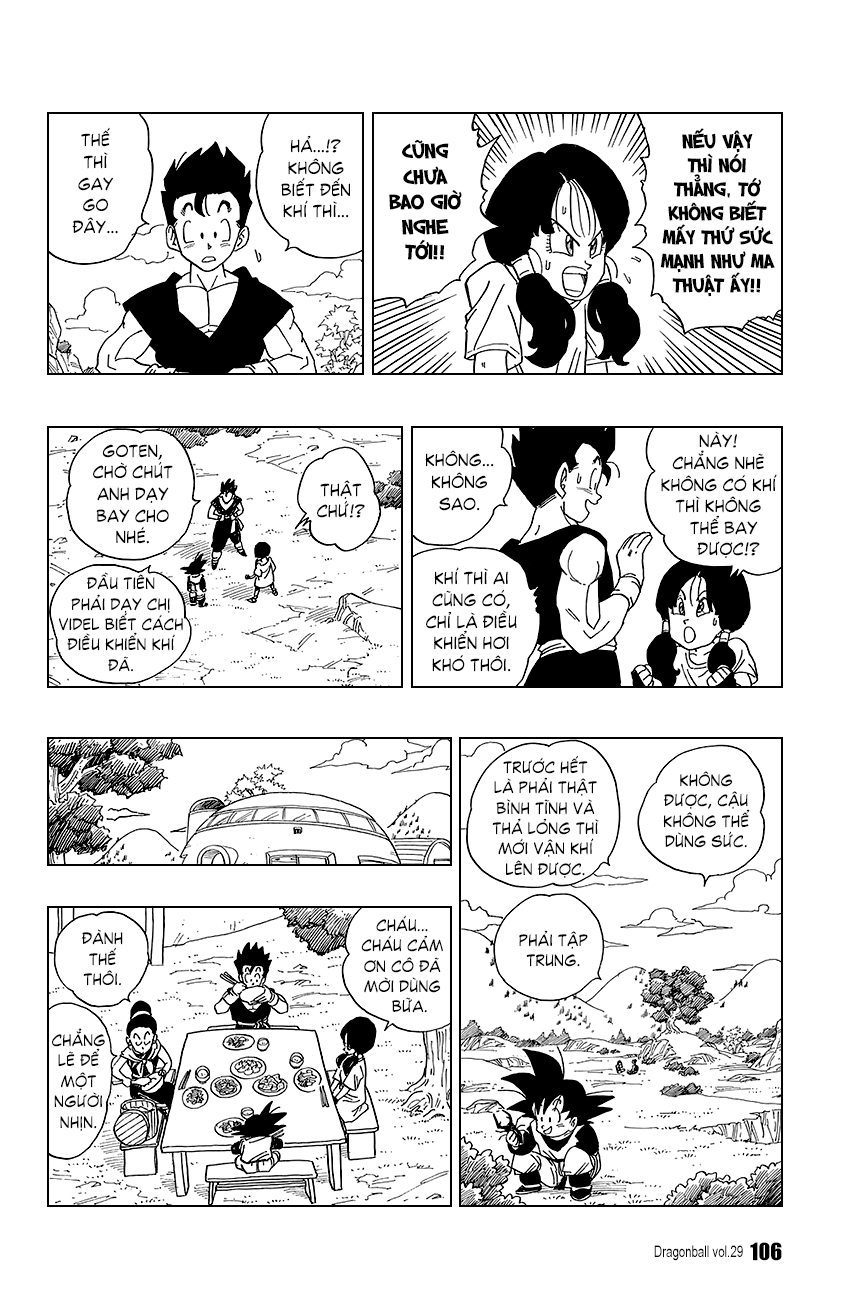 NẾU VẬY
THÌ NÓI
THẲNG, TỚ
KHÔNG BIẾT
MẤY THỨ SỨC
MẠNH NHƯ MA
THUẬT ẤY!!
CŨNG
CHƯA
BAO GIỜ
NGHE
TỚI!!
HẢ...!?
KHÔNG
BIẾT ĐẾN
KHÍ THÌ...
THẾ
THÌ
GAY
GO
ĐÂY...
NÀY!
CHẲNG NHẼ
KHÔNG CÓ KHÍ
THÌ KHÔNG
THỂ BAY
ĐƯỢC!?
KHÔNG...
KHÔNG
SAO.
KHÍ THÌ AI
CŨNG CÓ,
CHỈ LÀ ĐIỀU
KHIỂN HƠI
KHÓ THÔI.
THẬT
CHỨ!?
GOTEN,
CHỜ CHÚT
ANH DẠY
BAY CHO
NHÉ.
ĐẦU TIÊN
PHẢI DẠY CHỊ
VIDEL BIẾT CÁCH
ĐIỀU KHIỂN KHÍ
ĐÃ.
KHÔNG
ĐƯỢC, CẬU
KHÔNG THỂ
DÙNG SỨC.
TRƯỚC HẾT
LÀ PHẢI THẬT
BÌNH TĨNH VÀ
THẢ LỎNG THÌ
MỚI VẬN KHÍ
LÊN ĐƯỢC.
PHẢI TẬP
TRUNG.
CHÁU...
CHÁU CẢM
ƠN CÔ ĐÃ
MỜI DÙNG
BỮA.
ĐÀNH
THẾ
THÔI.
CHẲNG
LẼ ĐỂ
MỘT
NGƯỜI
NHỊN.
Dragonball vol.29 106